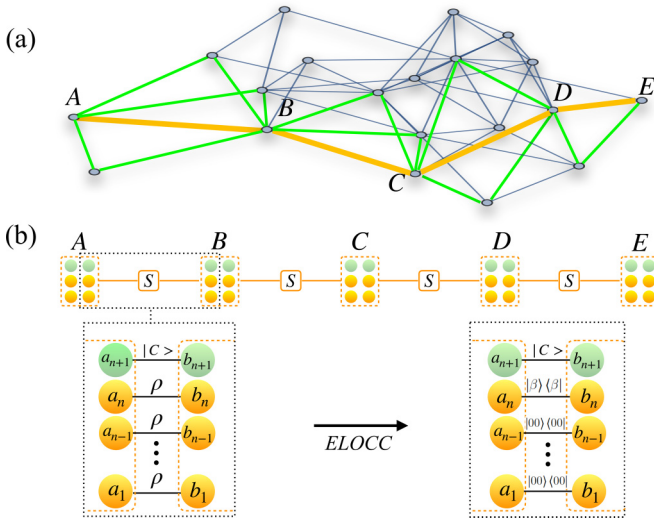 (a)
A
B
C
D
E
(b)
A B C D E
S S S S
a_{n+1} |C> b_{n+1}
a_n ρ b_n
a_{n-1} ρ b_{n-1}
a_1 ρ b_1
ELOCC
a_{n+1} |C> b_{n+1}
a_n |β⟩ ⟨β| b_n
a_{n-1} |00⟩ ⟨00| b_{n-1}
a_1 |00⟩ ⟨00| b_1